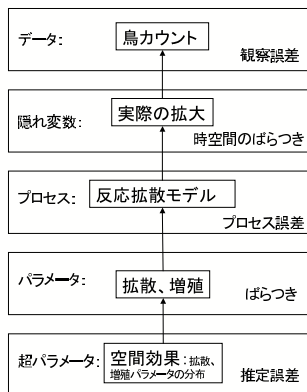 データ:
鳥カウント
観察誤差
隠れ変数:
実際の拡大
時空間のばらつき
プロセス:
反応拡散モデル
プロセス誤差
パラメータ:
拡散、増殖
ばらつき
超パラメータ:
空間効果:拡散、
増殖パラメータの分布
推定誤差